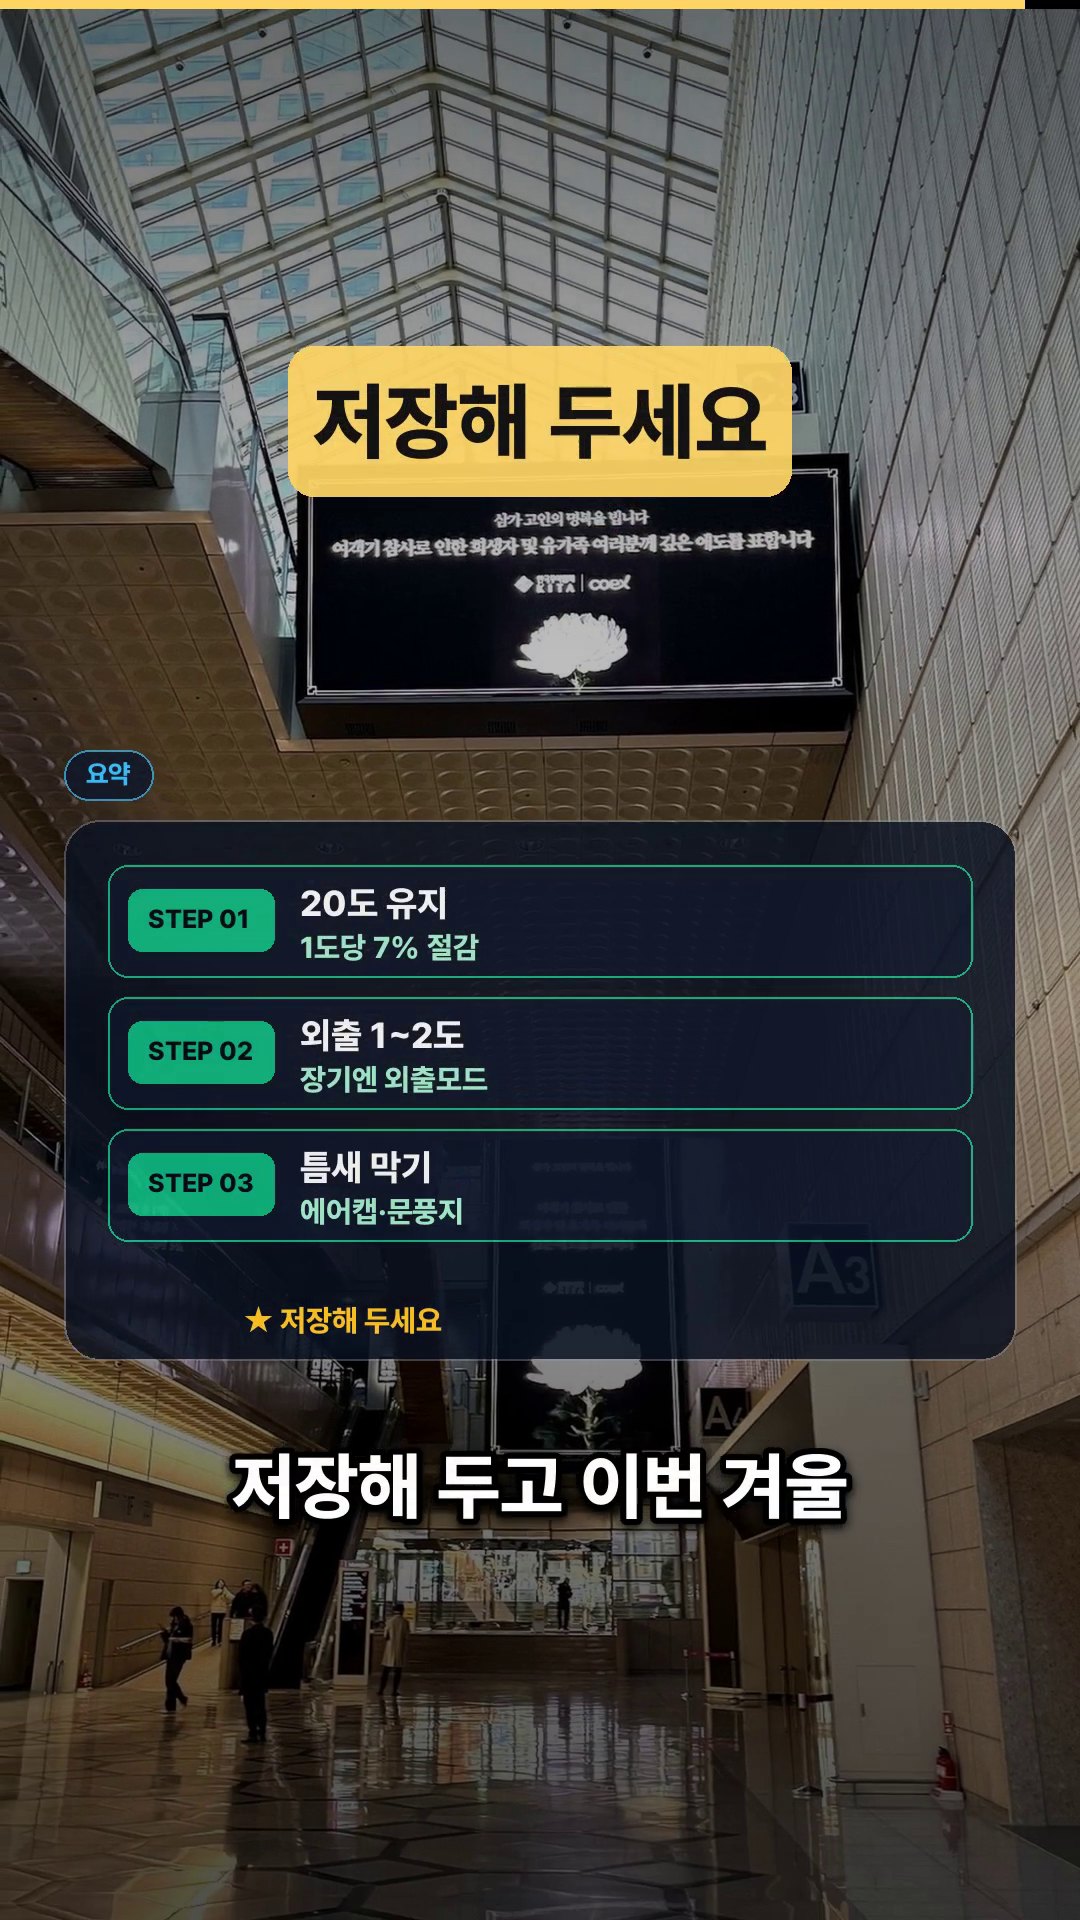 저장해 두세요
삼가 고인의 명복을 빕니다
여객기 참사로 인한 희생자 및 유가족 여러분께 깊은 애도를 표합니다
KITA | coex
요약
STEP 01
20도 유지
1도당 7% 절감
STEP 02
외출 1~2도
장기엔 외출모드
STEP 03
틈새 막기
에어캡·문풍지
A3
★ 저장해 두세요
A4
저장해 두고 이번 겨울